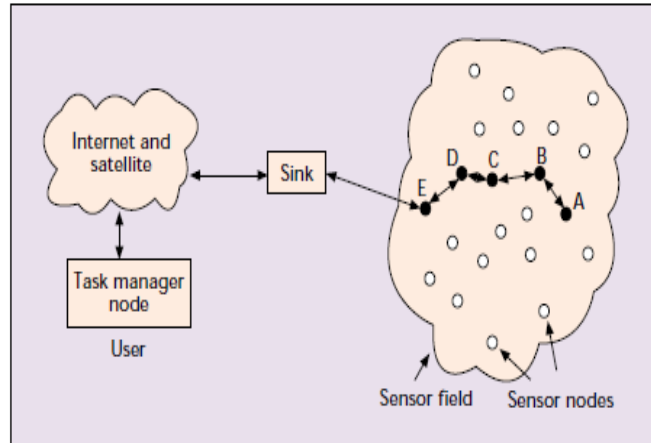 Internet and
satellite
Sink
Task manager
node
User
D
C
B
E
A
Sensor field
Sensor nodes